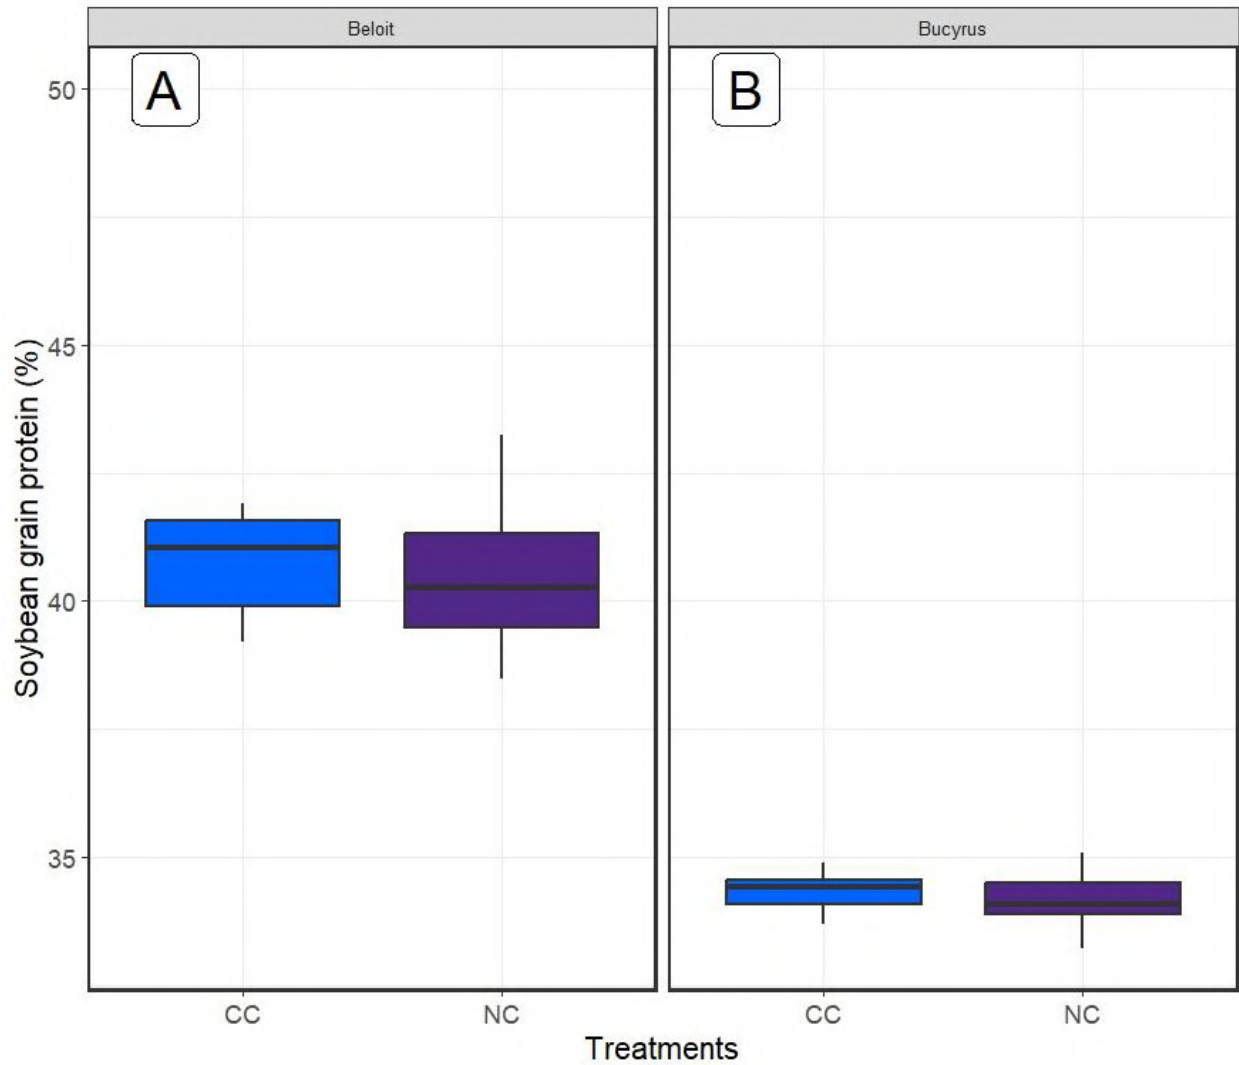 Beloit
Bucyrus
A
B
50
45
40
35
Soybean grain protein (%)
CC
NC
CC
NC
Treatments